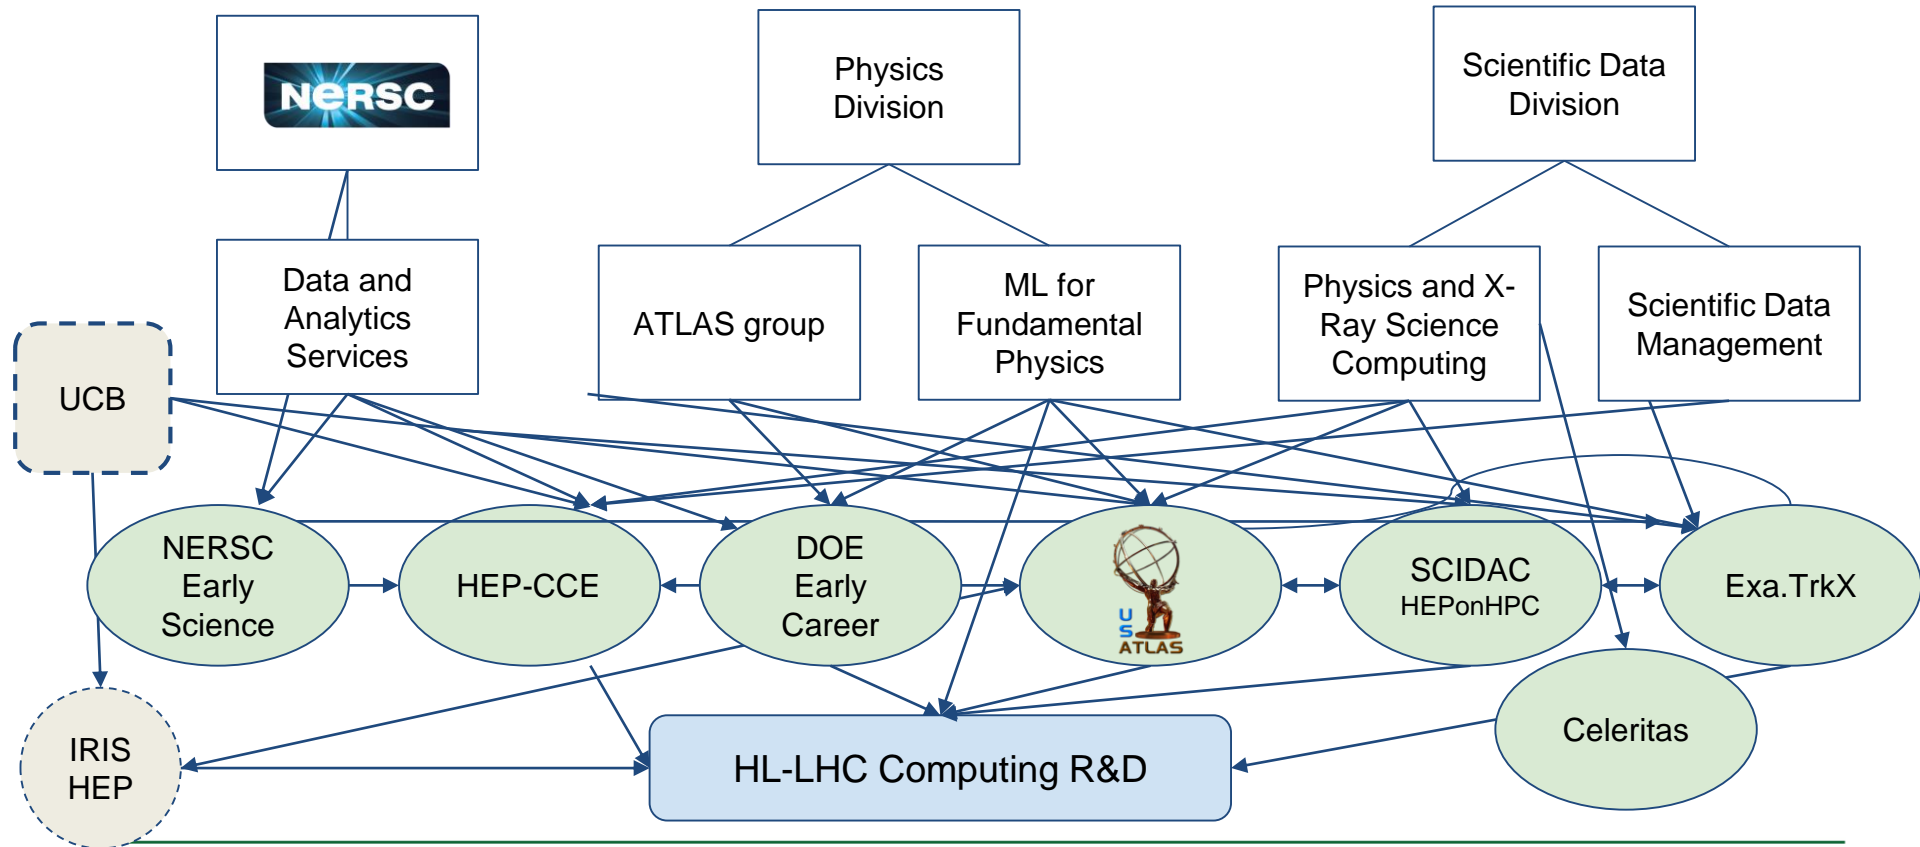 NERSC
Physics
Division
Scientific Data
Division
Data and
Analytics
Services
ATLAS group
ML for
Fundamental
Physics
Physics and X-
Ray Science
Computing
Scientific Data
Management
UCB
NERSC
Early
Science
HEP-CCE
DOE
Early
Career
US
ATLAS
SCIDAC
HEPonHPC
Exa.TrkX
Celeritas
IRIS
HEP
HL-LHC Computing R&D